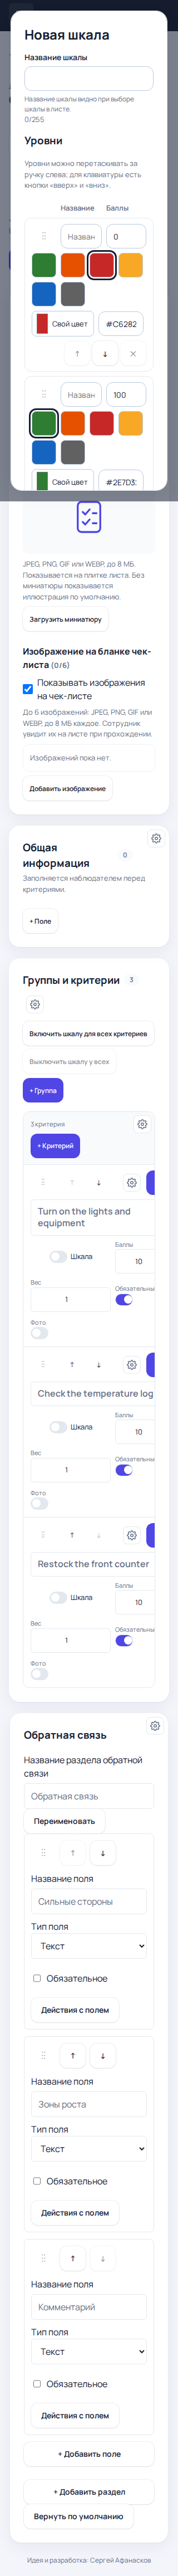 Новая шкала
Название шкалы
Название шкалы видно при выборе
шкалы в листе.
0/255
Уровни
Уровни можно перетаскивать за
ручку слева; для клавиатуры есть
кнопки «вверх» и «вниз».
Название Баллы
Назван 0
Свой цвет #C6282
↑ ↓ ×
Назван 100
Свой цвет #2E7D3
JPEG, PNG, GIF или WEBP, до 8 МБ.
Показывается на плитке листа. Без
миниатюры показывается
иллюстрация по умолчанию.
Загрузить миниатюру
Изображение на бланке чек-
листа (0/6)
Показывать изображения
на чек-листе
До 6 изображений: JPEG, PNG, GIF или
WEBP, до 8 МБ каждое. Сотрудник
увидит их на листе при прохождении.
Изображений пока нет.
Добавить изображение
Общая
информация 0
Заполняется наблюдателем перед
критериями.
+ Поле
Группы и критерии 3
Включить шкалу для всех критериев
Выключить шкалу у всех
+ Группа
3 критерия
+ Критерий
↑ ↓
Turn on the lights and
equipment
Шкала
Баллы
10
Вес
1
Обязательны
Фото
↑ ↓
Check the temperature log
Шкала
Баллы
10
Вес
1
Обязательны
Фото
↑ ↓
Restock the front counter
Шкала
Баллы
10
Вес
1
Обязательны
Фото
Обратная связь
Название раздела обратной
связи
Обратная связь
Переименовать
↑ ↓
Название поля
Сильные стороны
Тип поля
Текст
Обязательное
Действия с полем
↑ ↓
Название поля
Зоны роста
Тип поля
Текст
Обязательное
Действия с полем
↑ ↓
Название поля
Комментарий
Тип поля
Текст
Обязательное
Действия с полем
+ Добавить поле
+ Добавить раздел
Вернуть по умолчанию
Идея и разработка: Сергей Афанасков